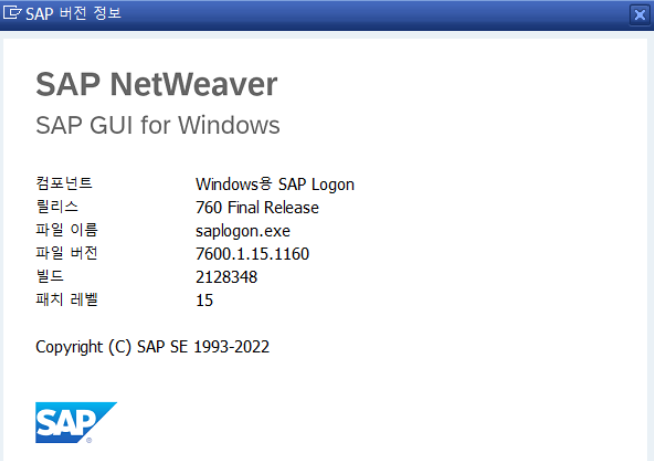 SAP 버전 정보
SAP NetWeaver
SAP GUI for Windows
컴포넌트 Windows용 SAP Logon
릴리스 760 Final Release
파일 이름 saplogon.exe
파일 버전 7600.1.15.1160
빌드 2128348
패치 레벨 15
Copyright (C) SAP SE 1993-2022
SAP®